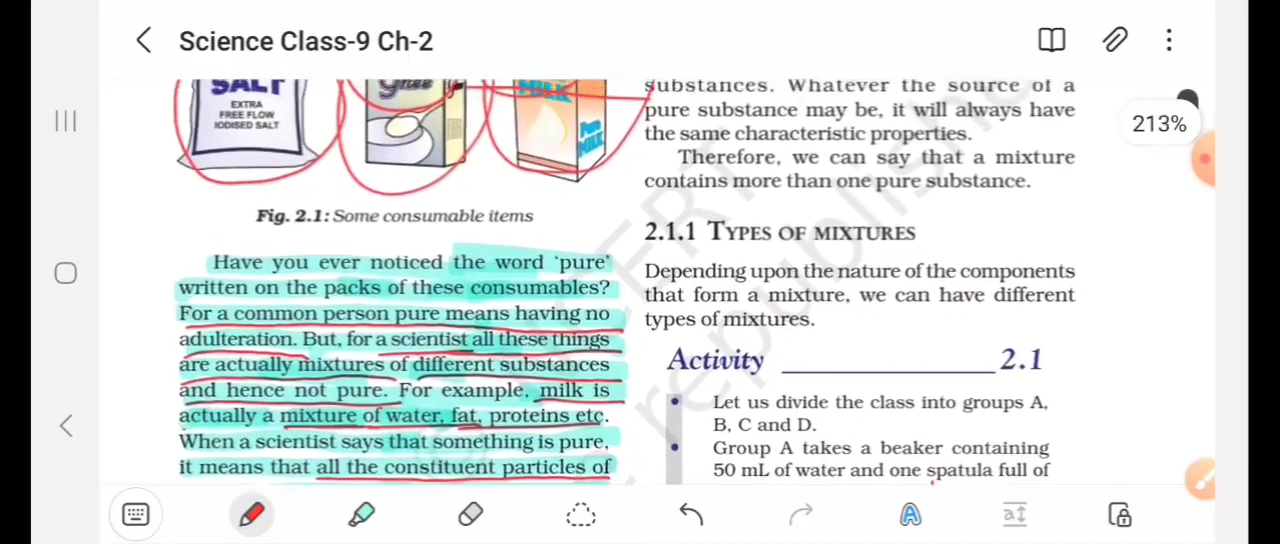 Science Class-9 Ch-2
213%
SALT
EXTRA
FREE FLOW
IODISED SALT
Ghee
MILK
Pure
MILK
Fig. 2.1: Some consumable items
Have you ever noticed the word ‘pure’
written on the packs of these consumables?
For a common person pure means having no
adulteration. But, for a scientist all these things
are actually mixtures of different substances
and hence not pure. For example, milk is
actually a mixture of water, fat, proteins etc.
When a scientist says that something is pure,
it means that all the constituent particles of
substances. Whatever the source of a
pure substance may be, it will always have
the same characteristic properties.
Therefore, we can say that a mixture
contains more than one pure substance.
2.1.1 TYPES OF MIXTURES
Depending upon the nature of the components
that form a mixture, we can have different
types of mixtures.
Activity 2.1
• Let us divide the class into groups A,
B, C and D.
• Group A takes a beaker containing
50 mL of water and one spatula full of